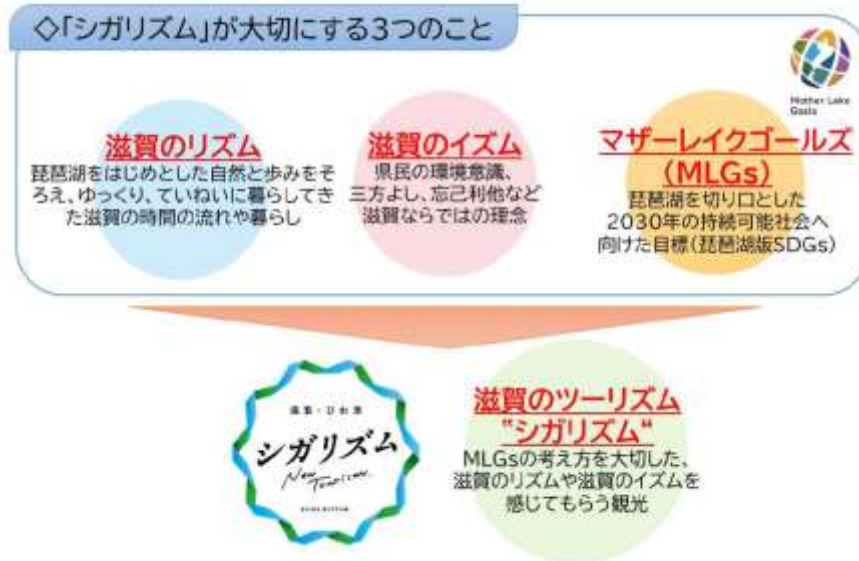 ◇「シガリズム」が大切にする3つのこと
Mother Lake
Goals
滋賀のリズム
琵琶湖をはじめとした自然と歩みをそ
ろえ、ゆっくり、ていねいに暮らしてき
た滋賀の時間の流れや暮らし
滋賀のイズム
県民の環境意識、
三方よし、忘己利他など
滋賀ならではの理念
マザーレイクゴールズ
(MLGs)
琵琶湖を切り口とした
2030年の持続可能社会へ
向けた目標(琵琶湖版SDGs)
滋賀・びわ湖
シガリズム
New Tourism.
滋賀のツーリズム
"シガリズム"
MLGsの考え方を大切した、
滋賀のリズムや滋賀のイズムを
感じてもらう観光